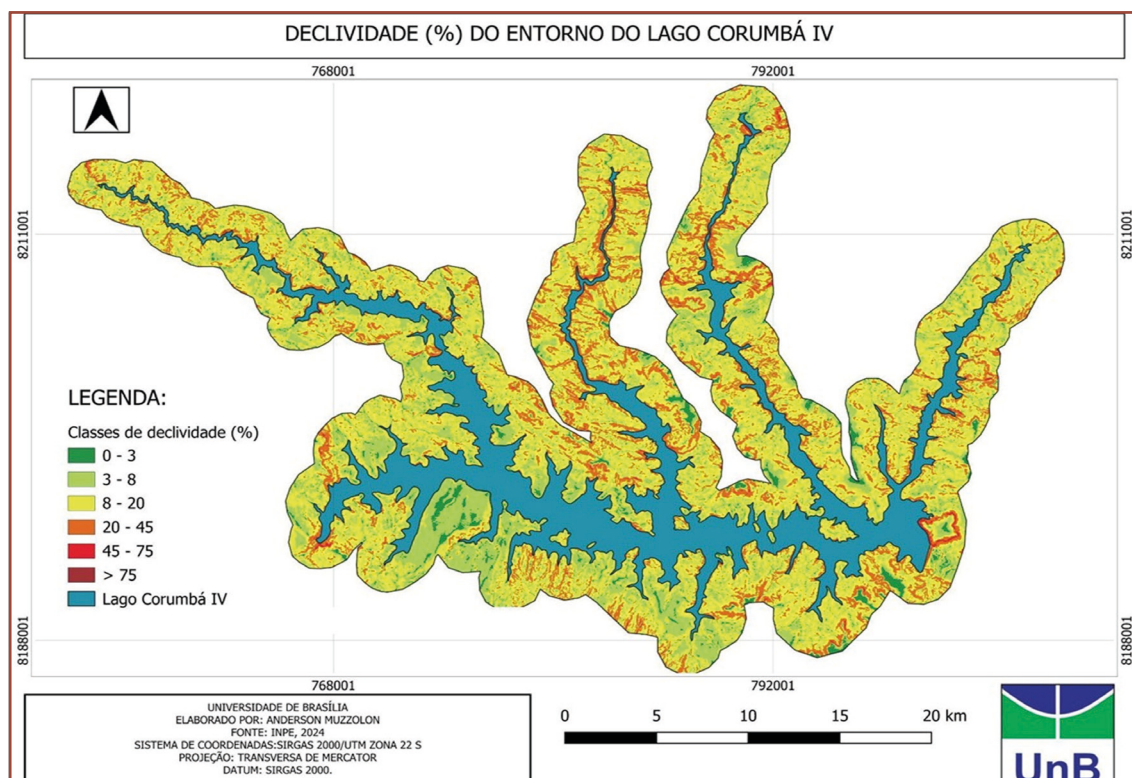 DECLIVIDADE (%) DO ENTORNO DO LAGO CORUMBÁ IV
768001 792001
8211001 8211001
LEGENDA:
Classes de declividade (%)
0 - 3
3 - 8
8 - 20
20 - 45
45 - 75
> 75
Lago Corumbá IV
8188001 8188001
768001 792001
UNIVERSIDADE DE BRASÍLIA
ELABORADO POR: ANDERSON MUZZOLON
FONTE: INPE, 2024
SISTEMA DE COORDENADAS:SIRGAS 2000/UTM ZONA 22 S
PROJEÇÃO: TRANSVERSA DE MERCATOR
DATUM: SIRGAS 2000.
0 5 10 15 20 km
UnB